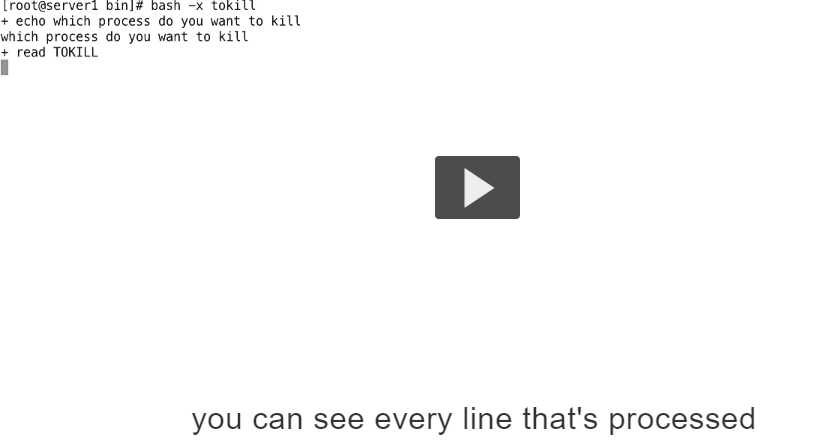 [root@server1 bin]# bash -x tokill
+ echo which process do you want to kill
which process do you want to kill
+ read TOKILL
you can see every line that's processed